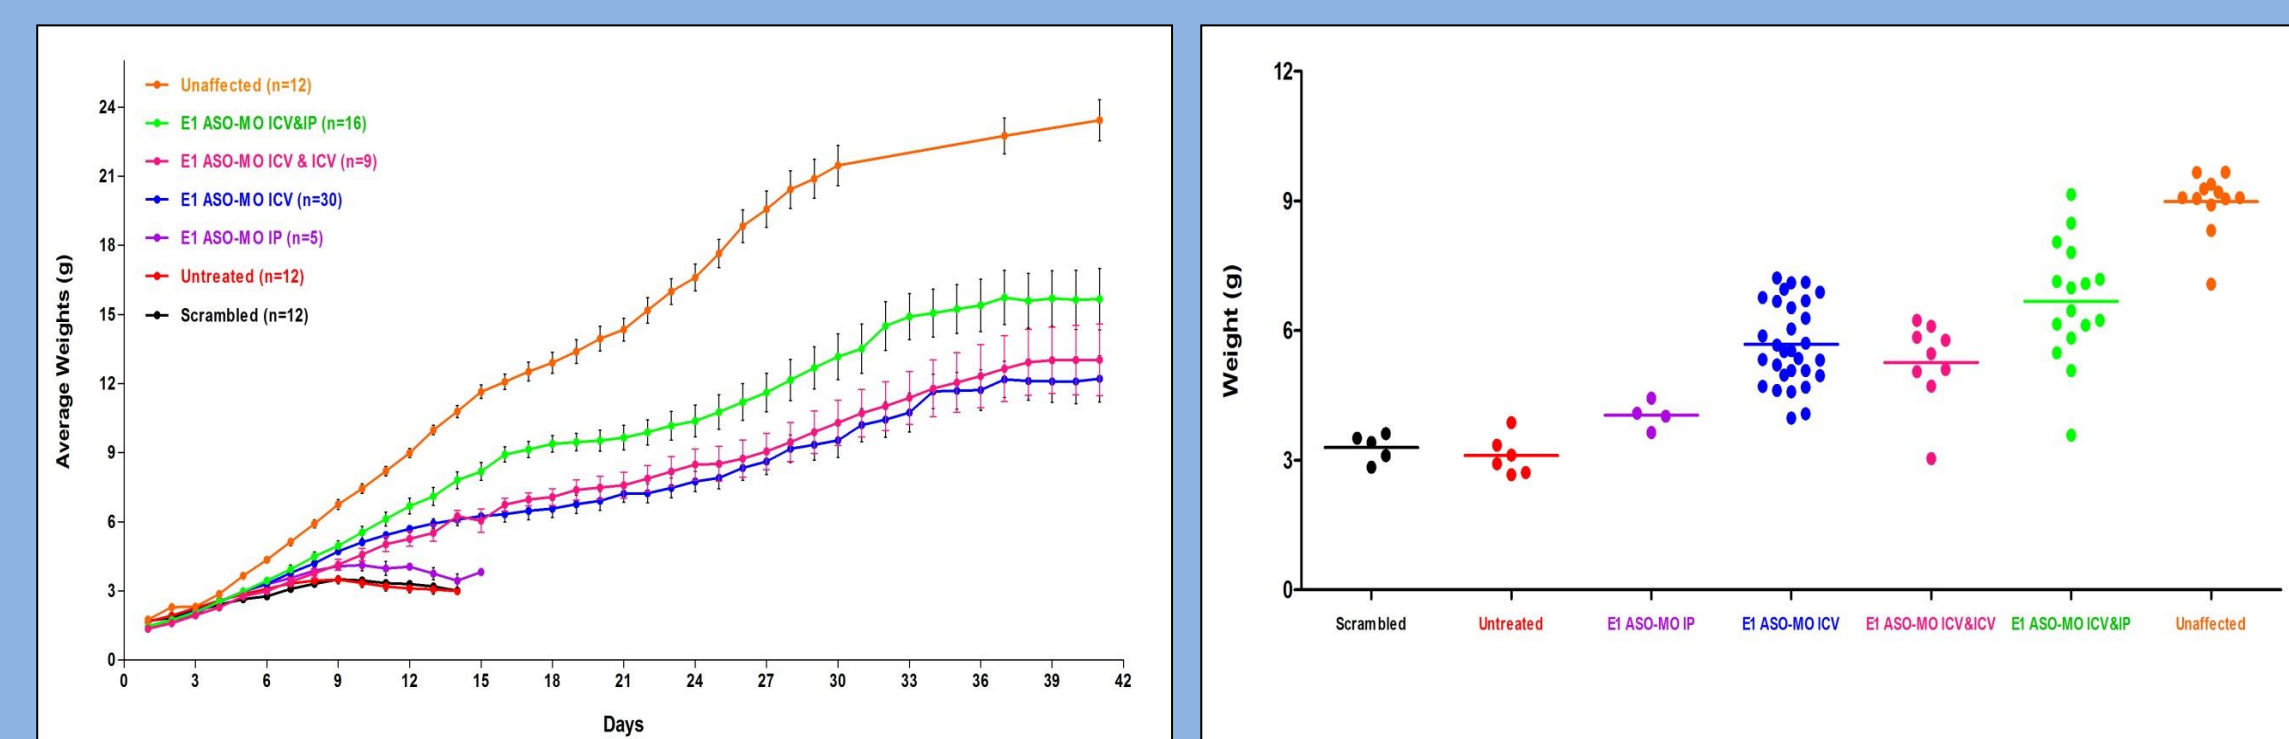 Unaffected (n=12)
E1 ASO-MO ICV&IP (n=16)
E1 ASO-MO ICV & ICV (n=9)
E1 ASO-MO ICV (n=30)
E1 ASO-MO IP (n=5)
Untreated (n=12)
Scrambled (n=12)
Average Weights (g)
24
21
18
15
12
9
6
3
0
0 3 6 9 12 15 18 21 24 27 30 33 36 39 42
Days
Weight (g)
12
9
6
3
0
Scrambled Untreated E1 ASO-MO IP E1 ASO-MO ICV E1 ASO-MO ICV&ICV E1 ASO-MO ICV&IP Unaffected